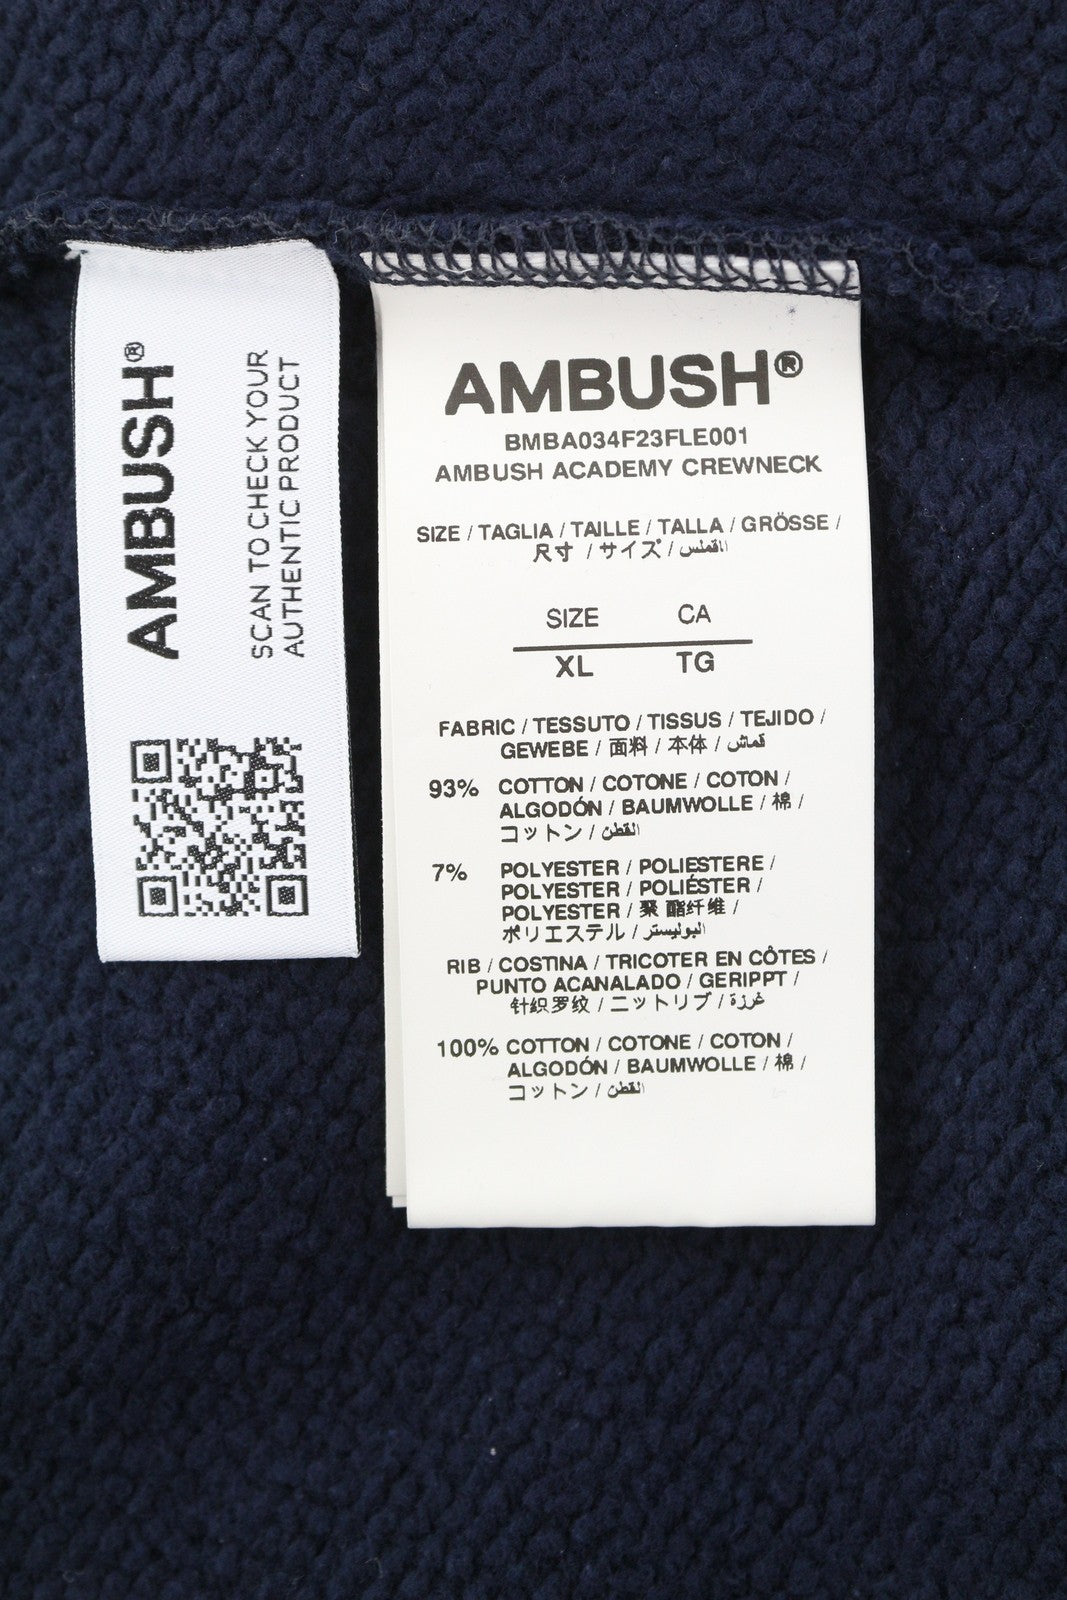 AMBUSH®
SCAN TO CHECK YOUR
AUTHENTIC PRODUCT
AMBUSH®
BMBA034F23FLE001
AMBUSH ACADEMY CREWNECK
SIZE / TAGLIA / TAILLE / TALLA / GRÖSSE /
尺寸 / サイズ /
SIZE CA
XL TG
FABRIC / TESSUTO / TISSUS / TEJIDO /
GEWEBE / 面料 / 本体 / قماش
93% COTTON / COTONE / COTON /
ALGODÓN / BAUMWOLLE / 棉 /
コットン / القطن
7% POLYESTER / POLIESTERE /
POLYESTER / POLIÉSTER /
POLYESTER / 聚 酯纤维 /
ポリエステル / البوليستر
RIB / COSTINA / TRICOTER EN CÔTES /
PUNTO ACANALADO / GERIPPT /
针织罗纹 / ニットリブ / غرزة
100% COTTON / COTONE / COTON /
ALGODÓN / BAUMWOLLE / 棉 /
コットン / القطن